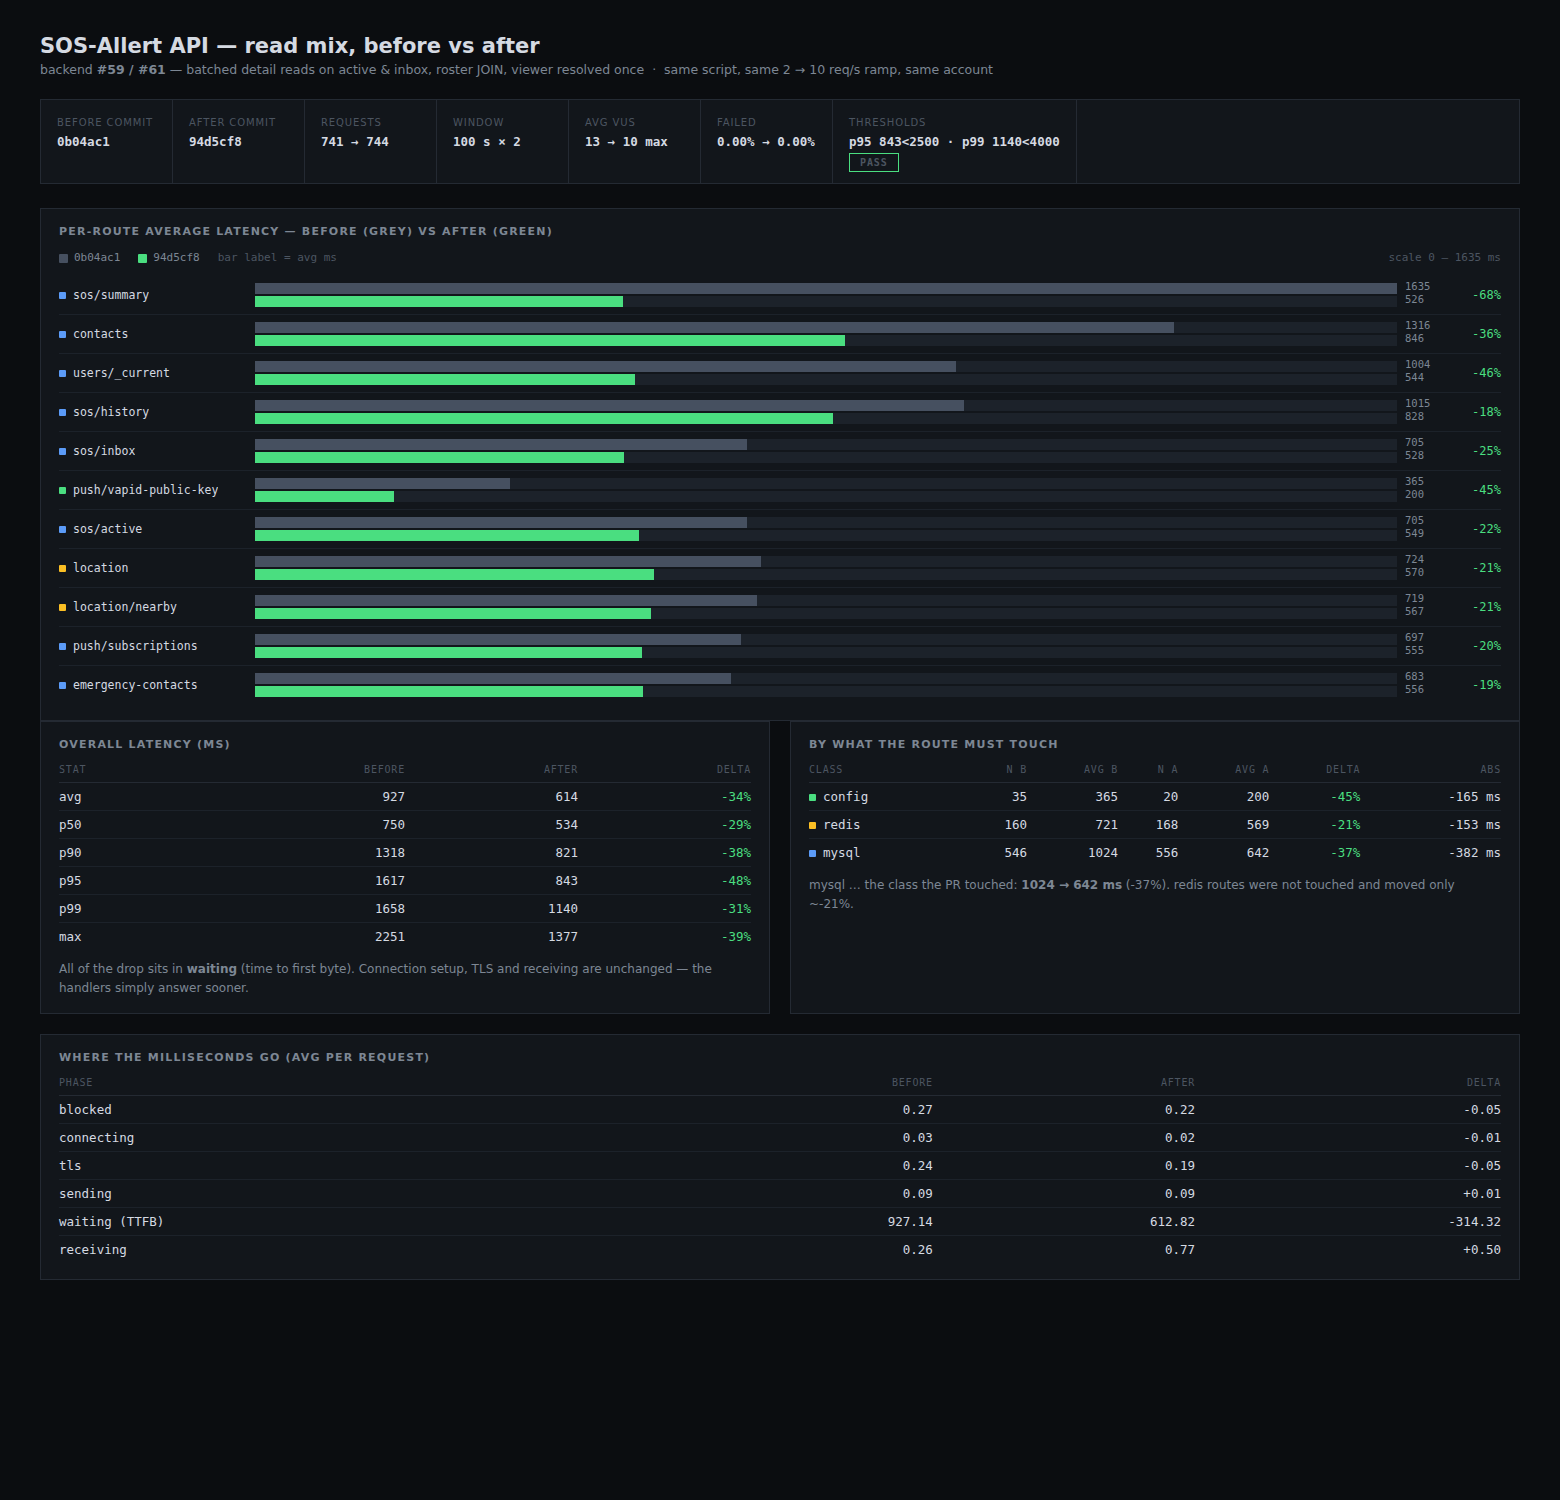 SOS-Allert API — read mix, before vs after
backend #59 / #61 — batched detail reads on active & inbox, roster JOIN, viewer resolved once · same script, same 2 → 10 req/s ramp, same account
BEFORE COMMIT AFTER COMMIT REQUESTS WINDOW AVG VUS FAILED THRESHOLDS
0b04ac1 94d5cf8 741 → 744 100 s × 2 13 → 10 max 0.00% → 0.00% p95 843<2500 · p99 1140<4000
PASS
PER-ROUTE AVERAGE LATENCY — BEFORE (GREY) VS AFTER (GREEN)
0b04ac1 94d5cf8 bar label = avg ms scale 0 – 1635 ms
sos/summary 1635 526 -68%
contacts 1316 846 -36%
users/_current 1004 544 -46%
sos/history 1015 828 -18%
sos/inbox 705 528 -25%
push/vapid-public-key 365 200 -45%
sos/active 705 549 -22%
location 724 570 -21%
location/nearby 719 567 -21%
push/subscriptions 697 555 -20%
emergency-contacts 683 556 -19%
OVERALL LATENCY (MS)
STAT BEFORE AFTER DELTA
avg 927 614 -34%
p50 750 534 -29%
p90 1318 821 -38%
p95 1617 843 -48%
p99 1658 1140 -31%
max 2251 1377 -39%
All of the drop sits in waiting (time to first byte). Connection setup, TLS and receiving are unchanged — the
handlers simply answer sooner.
BY WHAT THE ROUTE MUST TOUCH
CLASS N B AVG B N A AVG A DELTA ABS
config 35 365 20 200 -45% -165 ms
redis 160 721 168 569 -21% -153 ms
mysql 546 1024 556 642 -37% -382 ms
mysql … the class the PR touched: 1024 → 642 ms (-37%). redis routes were not touched and moved only
~-21%.
WHERE THE MILLISECONDS GO (AVG PER REQUEST)
PHASE BEFORE AFTER DELTA
blocked 0.27 0.22 -0.05
connecting 0.03 0.02 -0.01
tls 0.24 0.19 -0.05
sending 0.09 0.09 +0.01
waiting (TTFB) 927.14 612.82 -314.32
receiving 0.26 0.77 +0.50